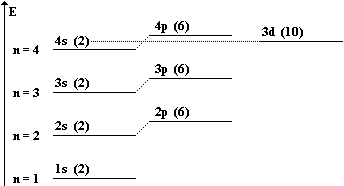 E
4p (6)
n = 4 4s (2) 3d (10)
3p (6)
n = 3 3s (2)
2p (6)
n = 2 2s (2)
1s (2)
n = 1